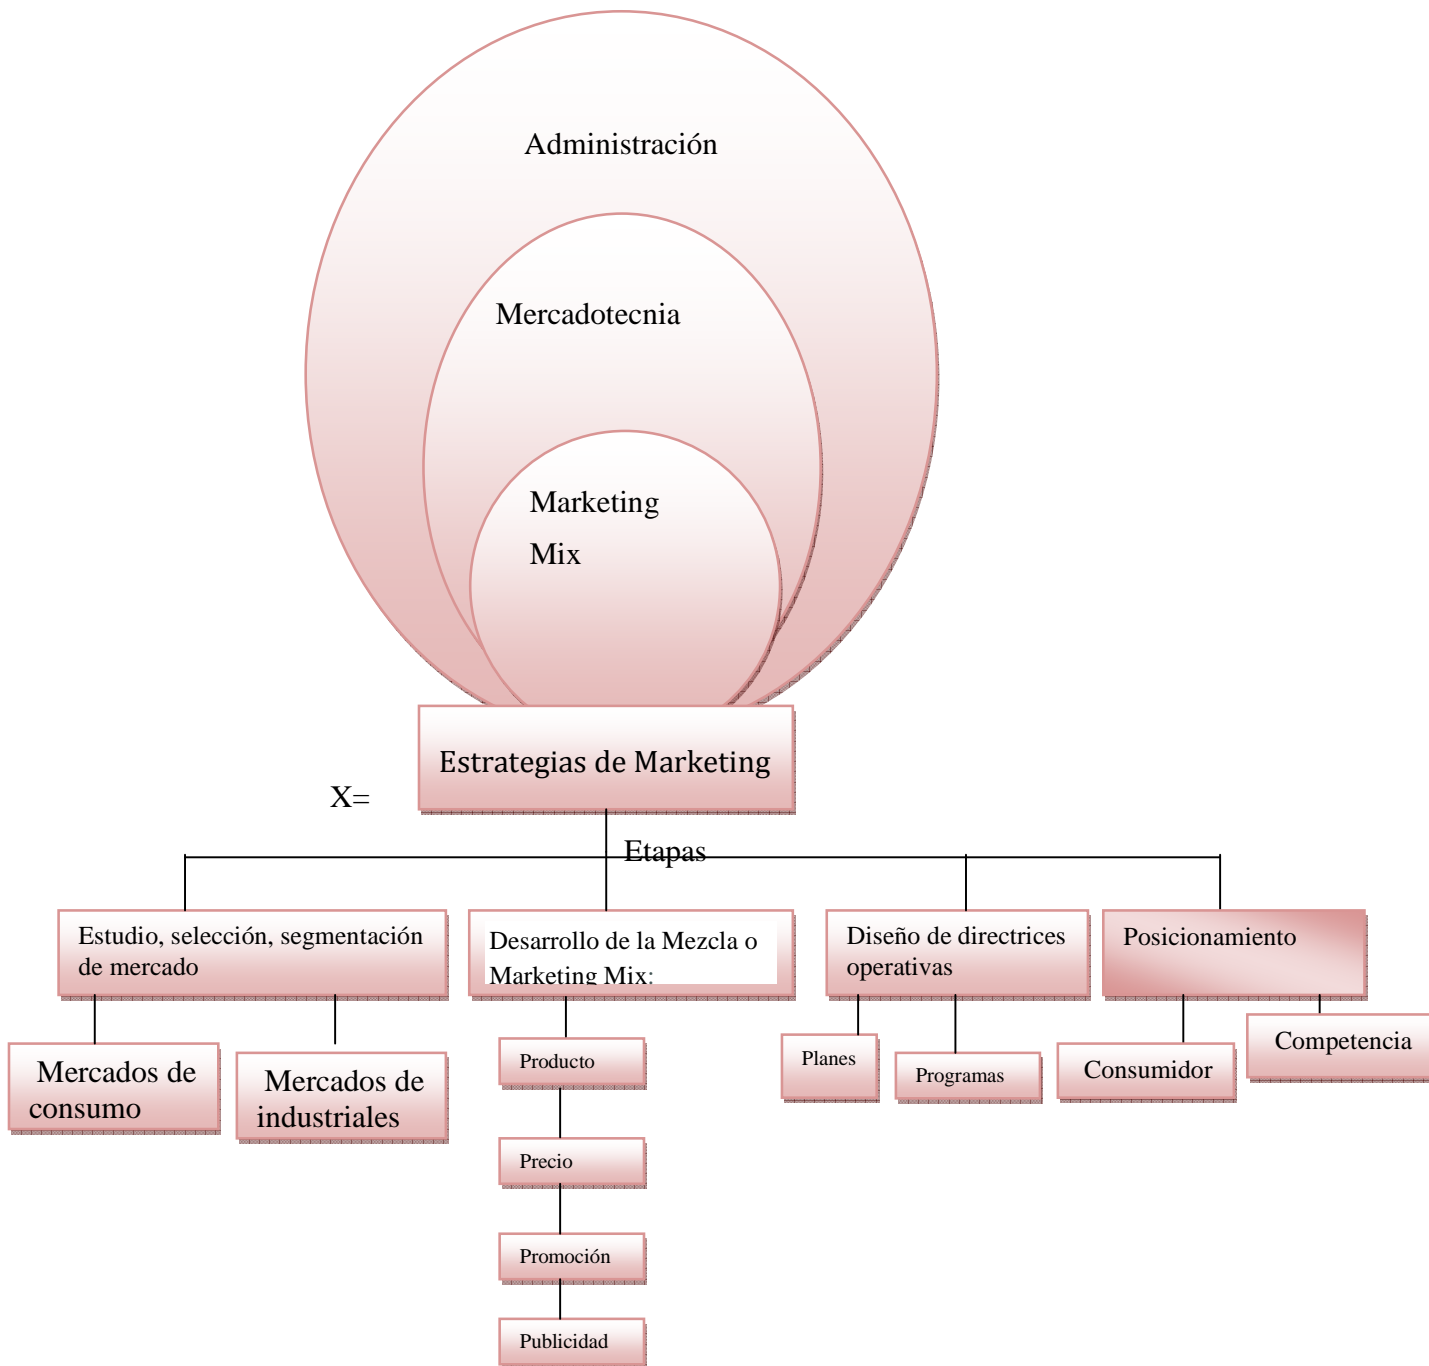 Administración
Mercadotecnia
Marketing
Mix
Estrategias de Marketing
X=
Etapas
Estudio, selección, segmentación
de mercado
Desarrollo de la Mezcla o
Marketing Mix:
Diseño de directrices
operativas
Posicionamiento
Mercados de
consumo
Mercados de
industriales
Producto
Precio
Promoción
Publicidad
Planes
Programas
Consumidor
Competencia